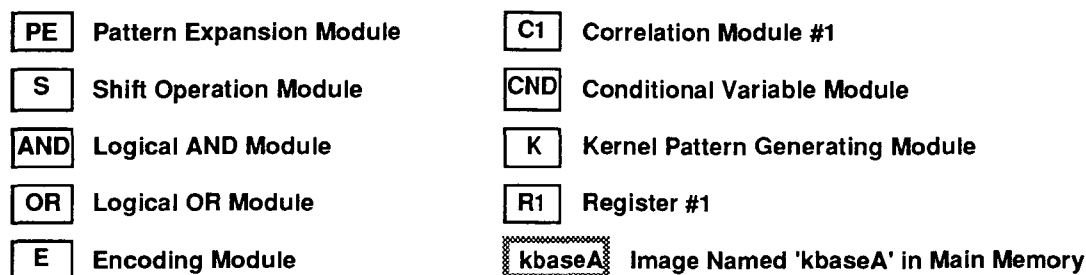 PE Pattern Expansion Module
S Shift Operation Module
AND Logical AND Module
OR Logical OR Module
E Encoding Module
C1 Correlation Module #1
CND Conditional Variable Module
K Kernel Pattern Generating Module
R1 Register #1
kbaseA Image Named 'kbaseA' in Main Memory